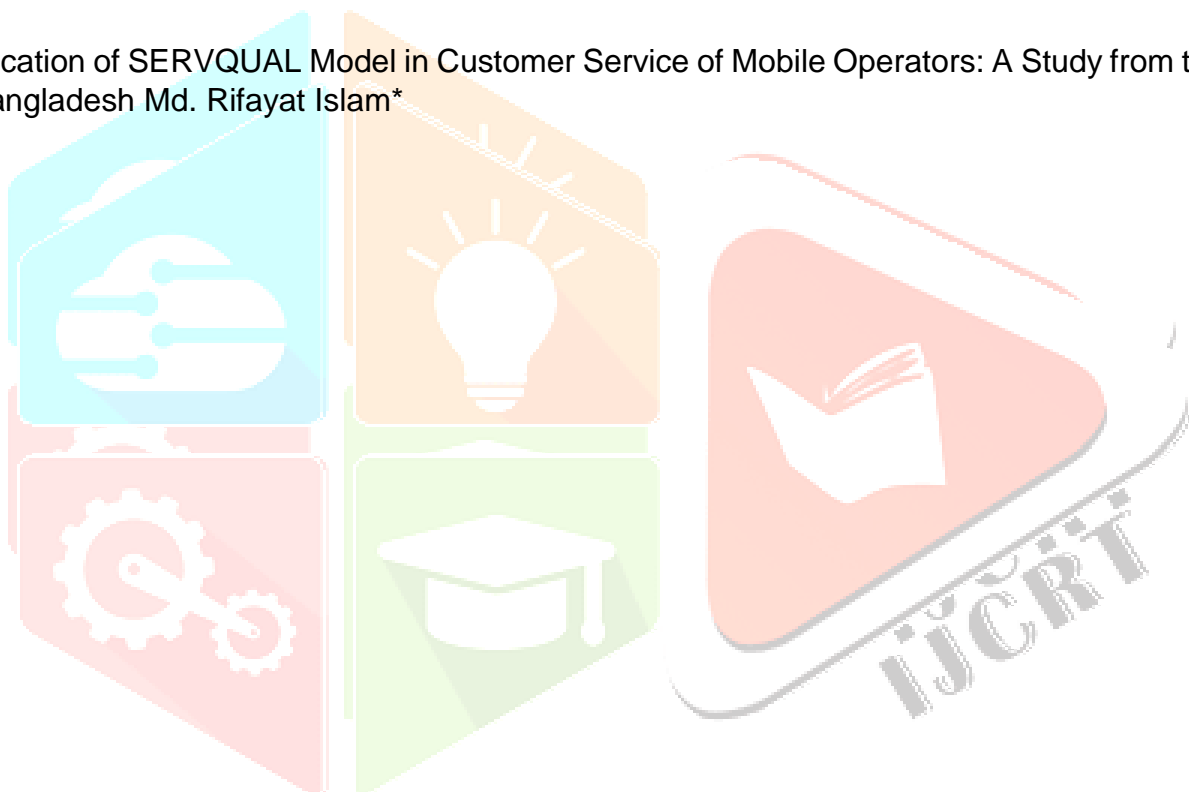 cation of SERVQUAL Model in Customer Service of Mobile Operators: A Study from t
angladesh Md. Rifayat Islam*
IJCRT